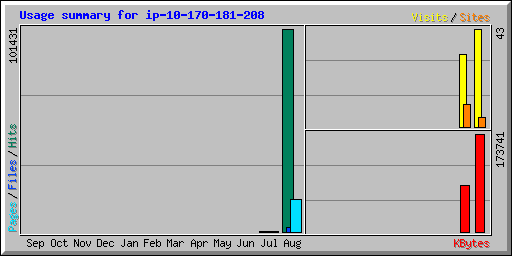 Usage summary for ip-10-170-181-208
Visits/Sites
101431
43
Pages/Files/Hits
173741
Sep Oct Nov Dec Jan Feb Mar Apr May Jun Jul Aug
KBytes